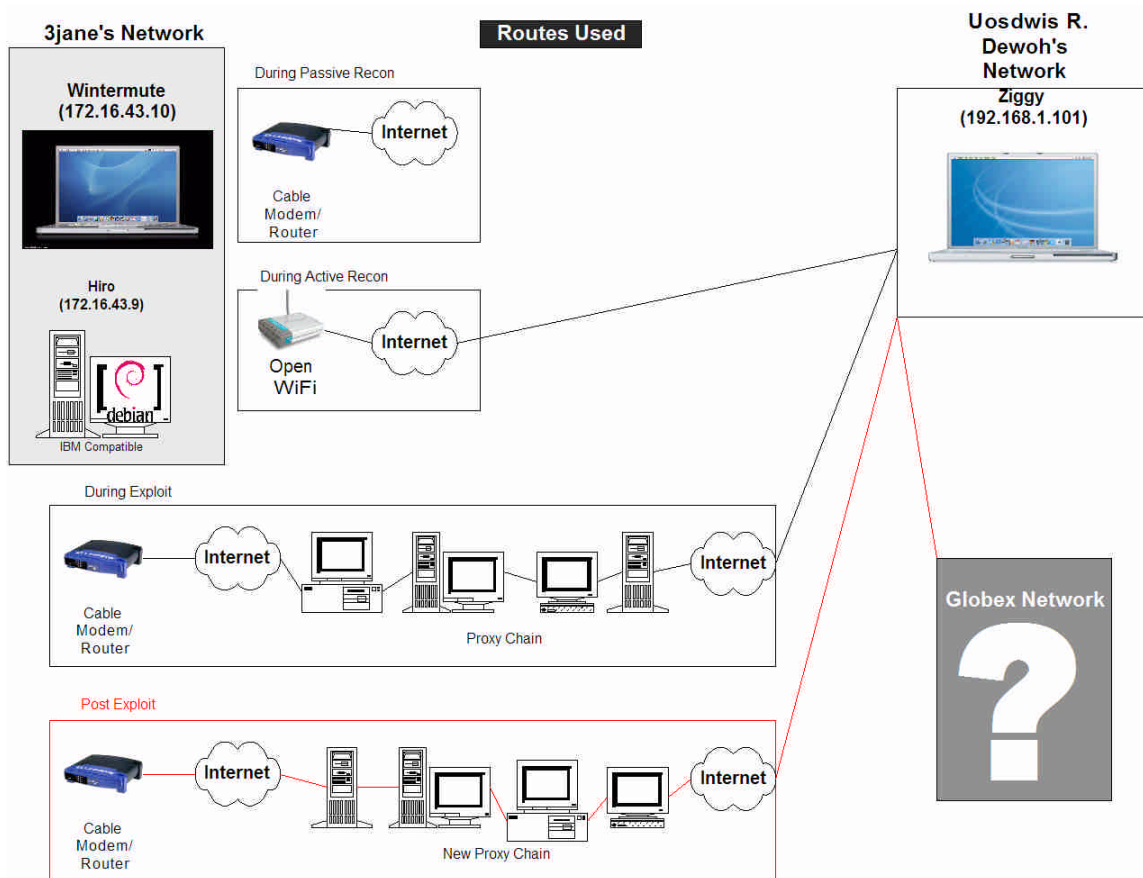 3jane's Network
Routes Used
Uosdwis R.
Dewoh's
Network
Wintermute
(172.16.43.10)
Hiro
(172.16.43.9)
debian
IBM Compatible
During Passive Recon
Internet
Cable
Modem/
Router
During Active Recon
Internet
Open
WiFi
Ziggy
(192.168.1.101)
During Exploit
Internet
Internet
Cable
Modem/
Router
Proxy Chain
Globex Network
?
Post Exploit
Internet
Internet
Cable
Modem/
Router
New Proxy Chain